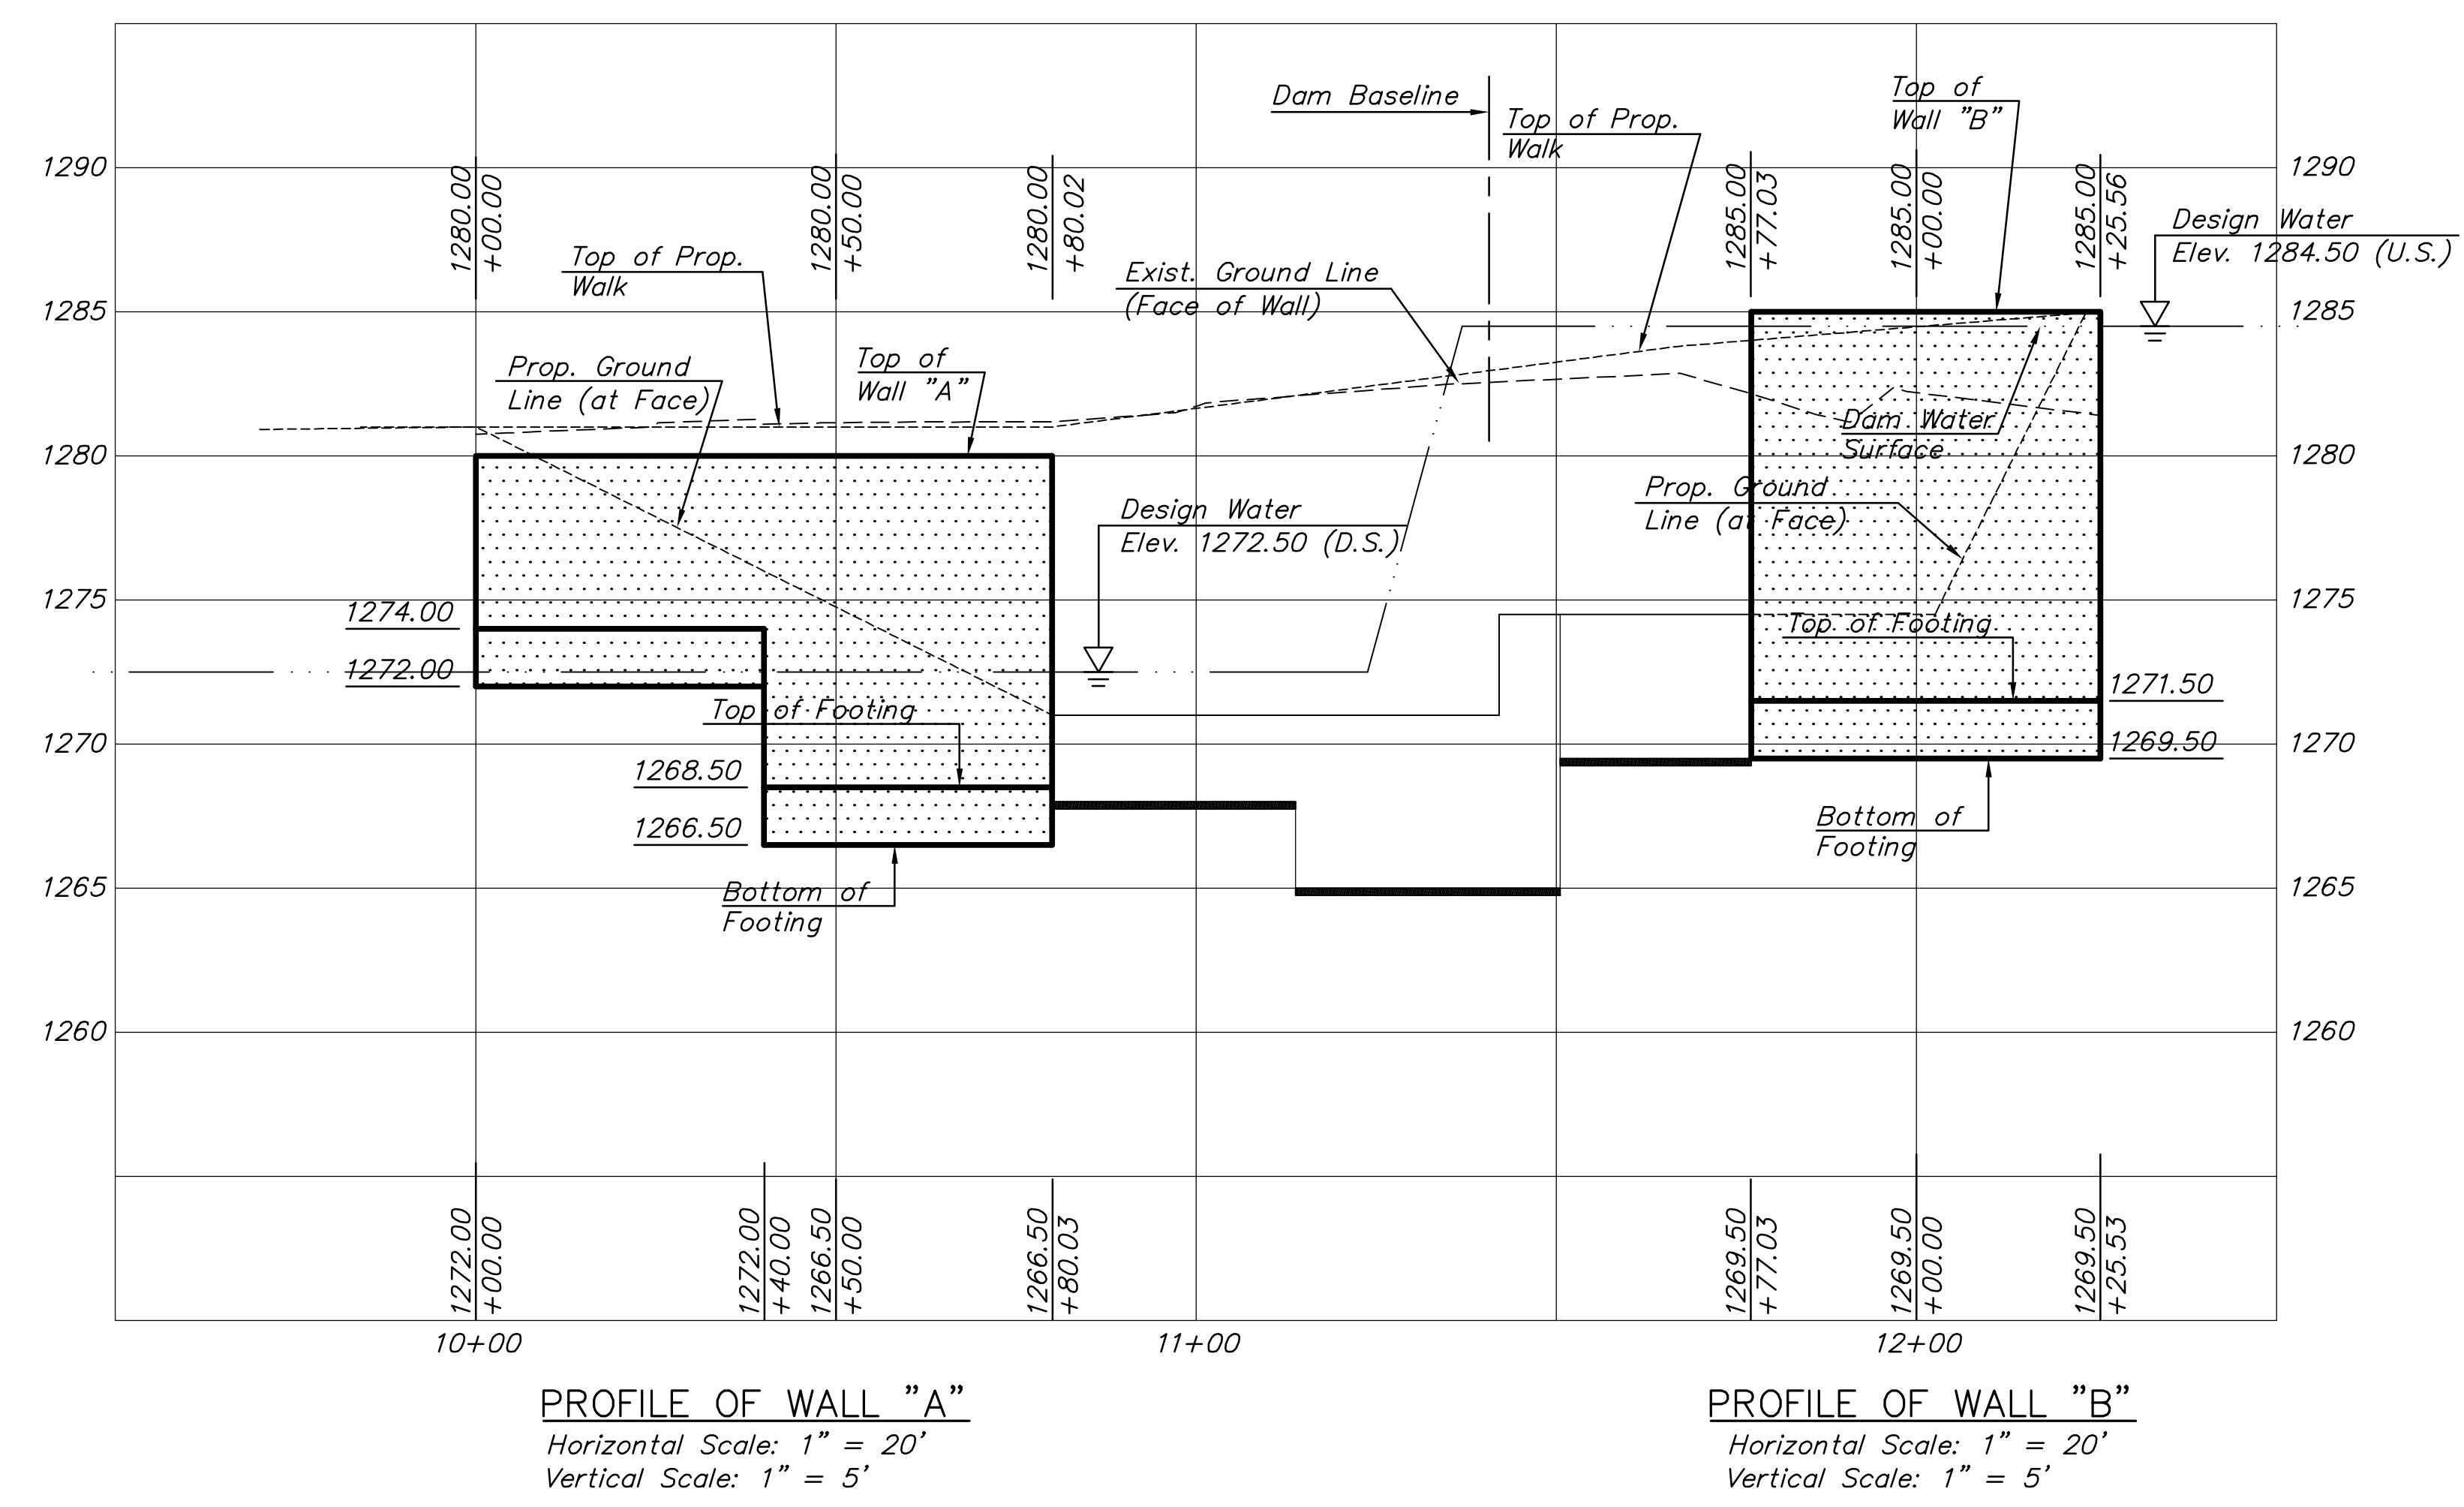 Dam Baseline
Top of Prop.
Walk
Top of
Wall "B"
1290
1280.00
+00.00
1280.00
+50.00
1280.00
+80.02
1285.00
+77.03
1285.00
+00.00
1285.00
+25.56
1290
Design Water
Elev. 1284.50 (U.S.)
Top of Prop.
Walk
Exist. Ground Line
(Face of Wall)
1285
1285
Prop. Ground
Line (at Face)
Top of
Wall "A"
Dam Water
Surface
1280
1280
Prop. Ground
Line (at Face)
Design Water
Elev. 1272.50 (D.S.)
1275
1275
1274.00
1272.00
Top of Footing
Top of Footing
1271.50
1269.50
1270
1270
1268.50
1266.50
Bottom of
Footing
Bottom of
Footing
1265
1265
1260
1260
1272.00
+00.00
1272.00
+40.00
1266.50
+50.00
1266.50
+80.03
1269.50
+77.03
1269.50
+00.00
1269.50
+25.53
10+00
11+00
12+00
PROFILE OF WALL "A"
Horizontal Scale: 1" = 20'
Vertical Scale: 1" = 5'
PROFILE OF WALL "B"
Horizontal Scale: 1" = 20'
Vertical Scale: 1" = 5'